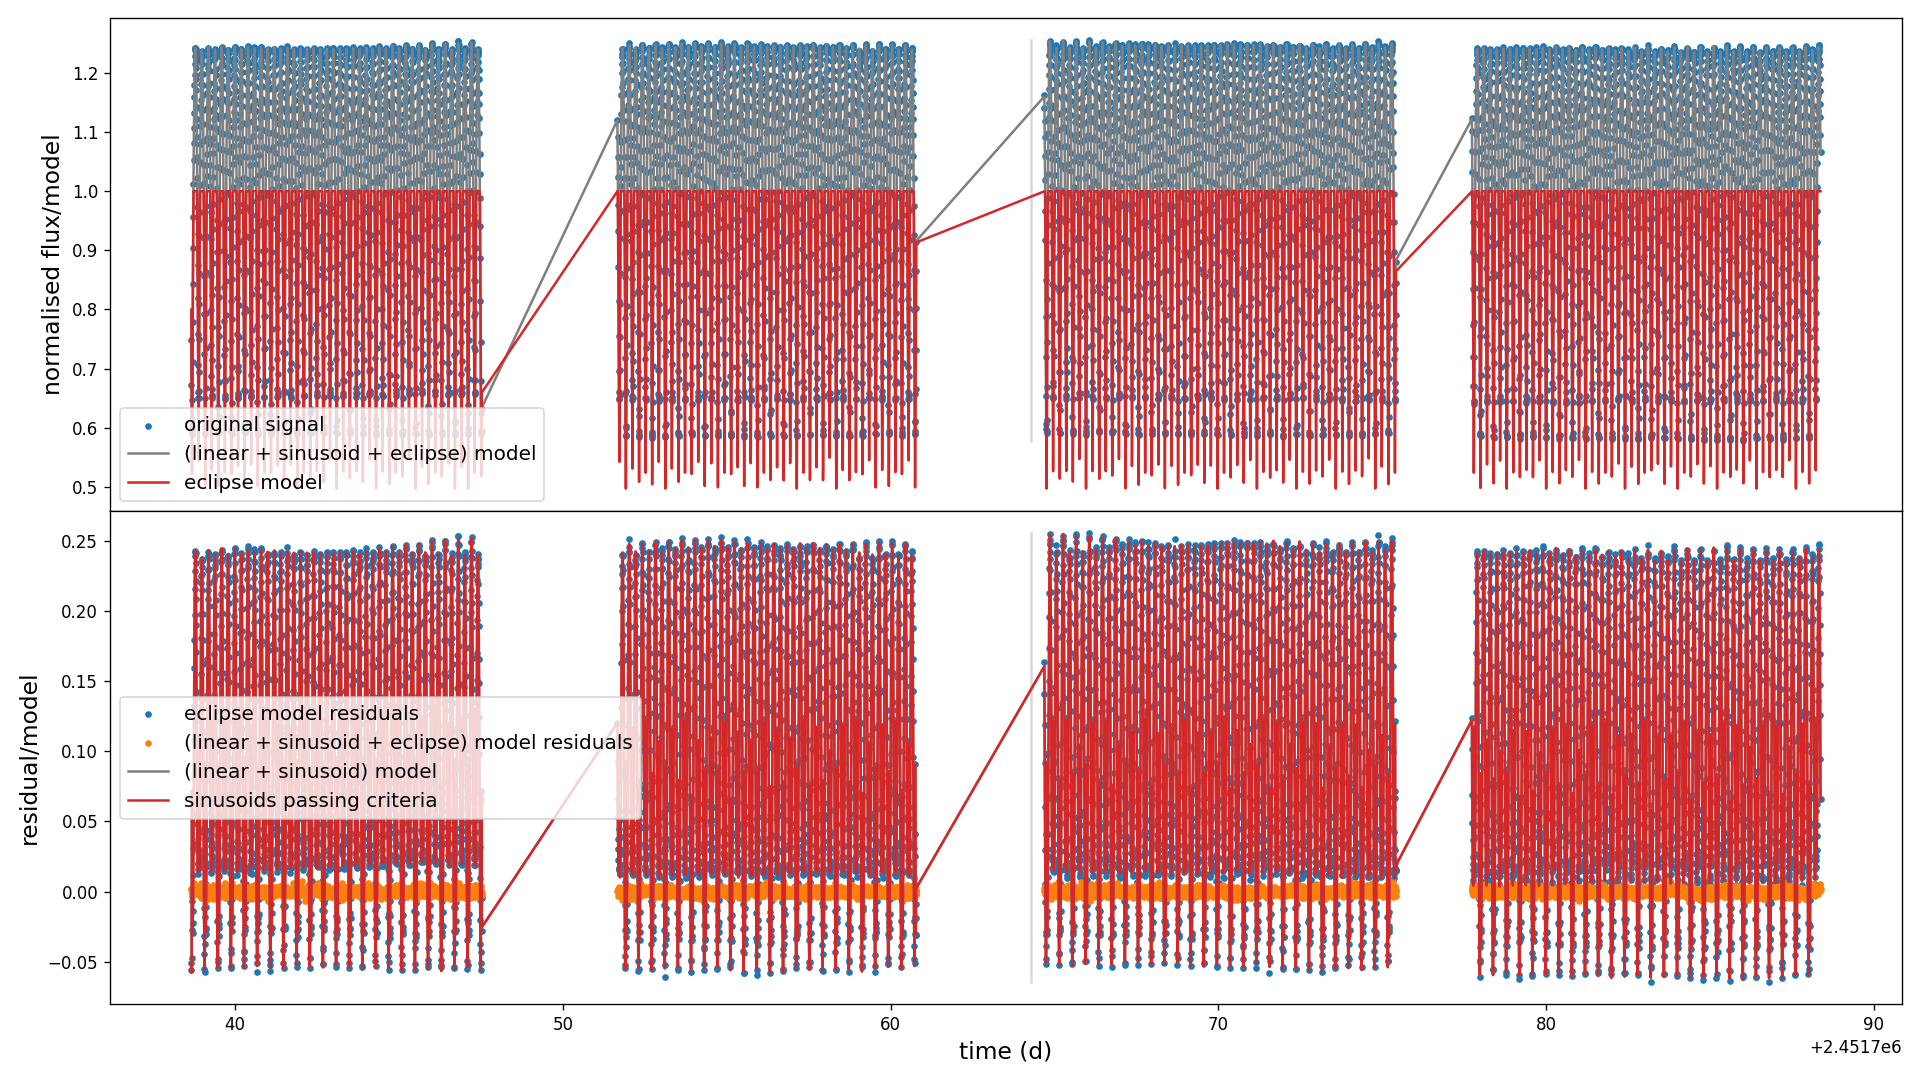 normalised flux/model
1.2
1.1
1.0
0.9
0.8
0.7
0.6
0.5
original signal
(linear + sinusoid + eclipse) model
eclipse model
residual/model
0.25
0.20
0.15
0.10
0.05
0.00
−0.05
eclipse model residuals
(linear + sinusoid + eclipse) model residuals
(linear + sinusoid) model
sinusoids passing criteria
40
50
60
70
80
90
time (d)
+2.4517e6